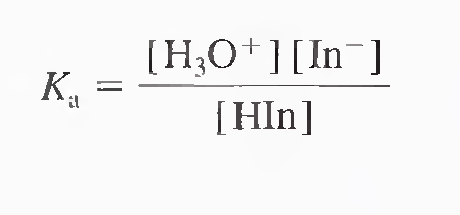 Kₐ = [H₃O⁺][In⁻] / [HIn]